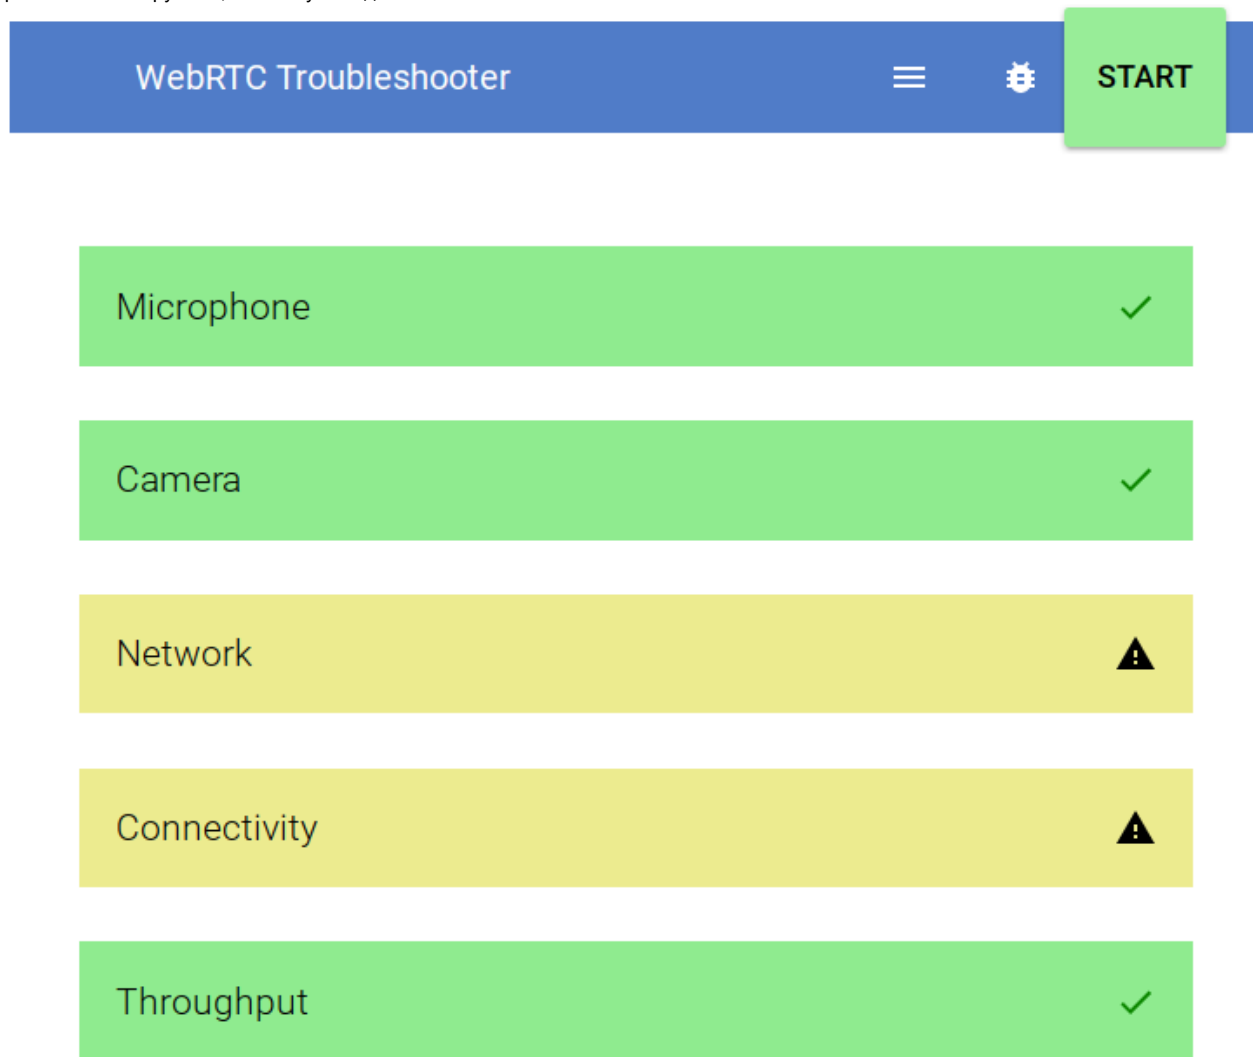 WebRTC Troubleshooter
START
Microphone
Camera
Network
Connectivity
Throughput